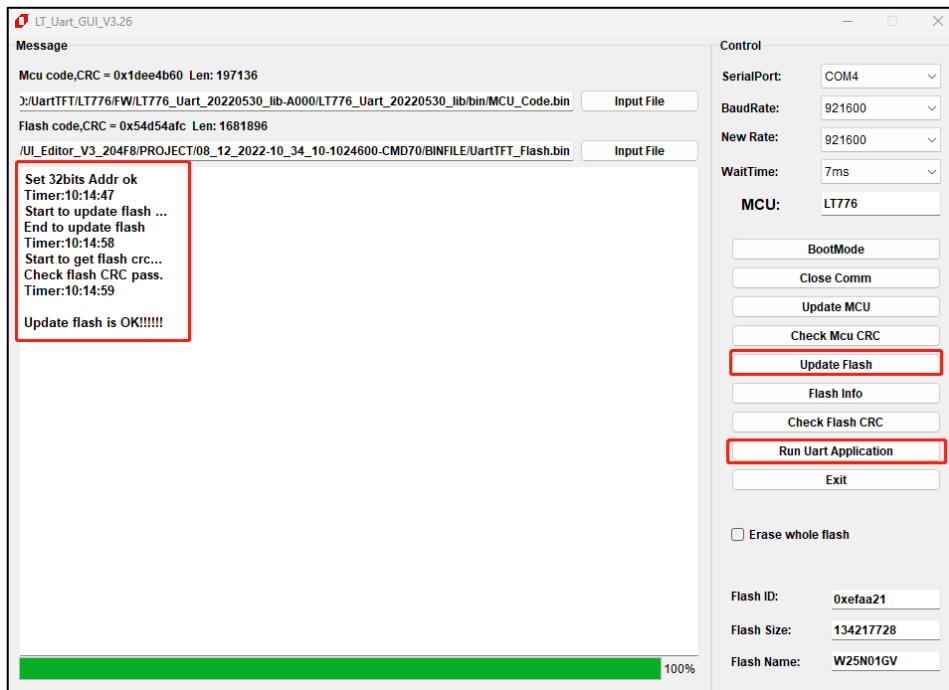 LT_Uart_GUI_V3.26
Message
Mcu code,CRC = 0x1dee4b60 Len: 197136
):/UartTFT/LT776/FW/LT776_Uart_20220530_lib-A000/LT776_Uart_20220530_lib/bin/MCU_Code.bin
Input File
Flash code,CRC = 0x54d54afc Len: 1681896
/UI_Editor_V3_204F8/PROJECT/08_12_2022-10_34_10-1024600-CMD70/BINFILE/UartTFT_Flash.bin
Input File
Set 32bits Addr ok
Timer:10:14:47
Start to update flash ...
End to update flash
Timer:10:14:58
Start to get flash crc...
Check flash CRC pass.
Timer:10:14:59
Update flash is OK!!!!!!
100%
Control
SerialPort:
COM4
BaudRate:
921600
New Rate:
921600
WaitTime:
7ms
MCU:
LT776
BootMode
Close Comm
Update MCU
Check Mcu CRC
Update Flash
Flash Info
Check Flash CRC
Run Uart Application
Exit
Erase whole flash
Flash ID:
0xefaa21
Flash Size:
134217728
Flash Name:
W25N01GV